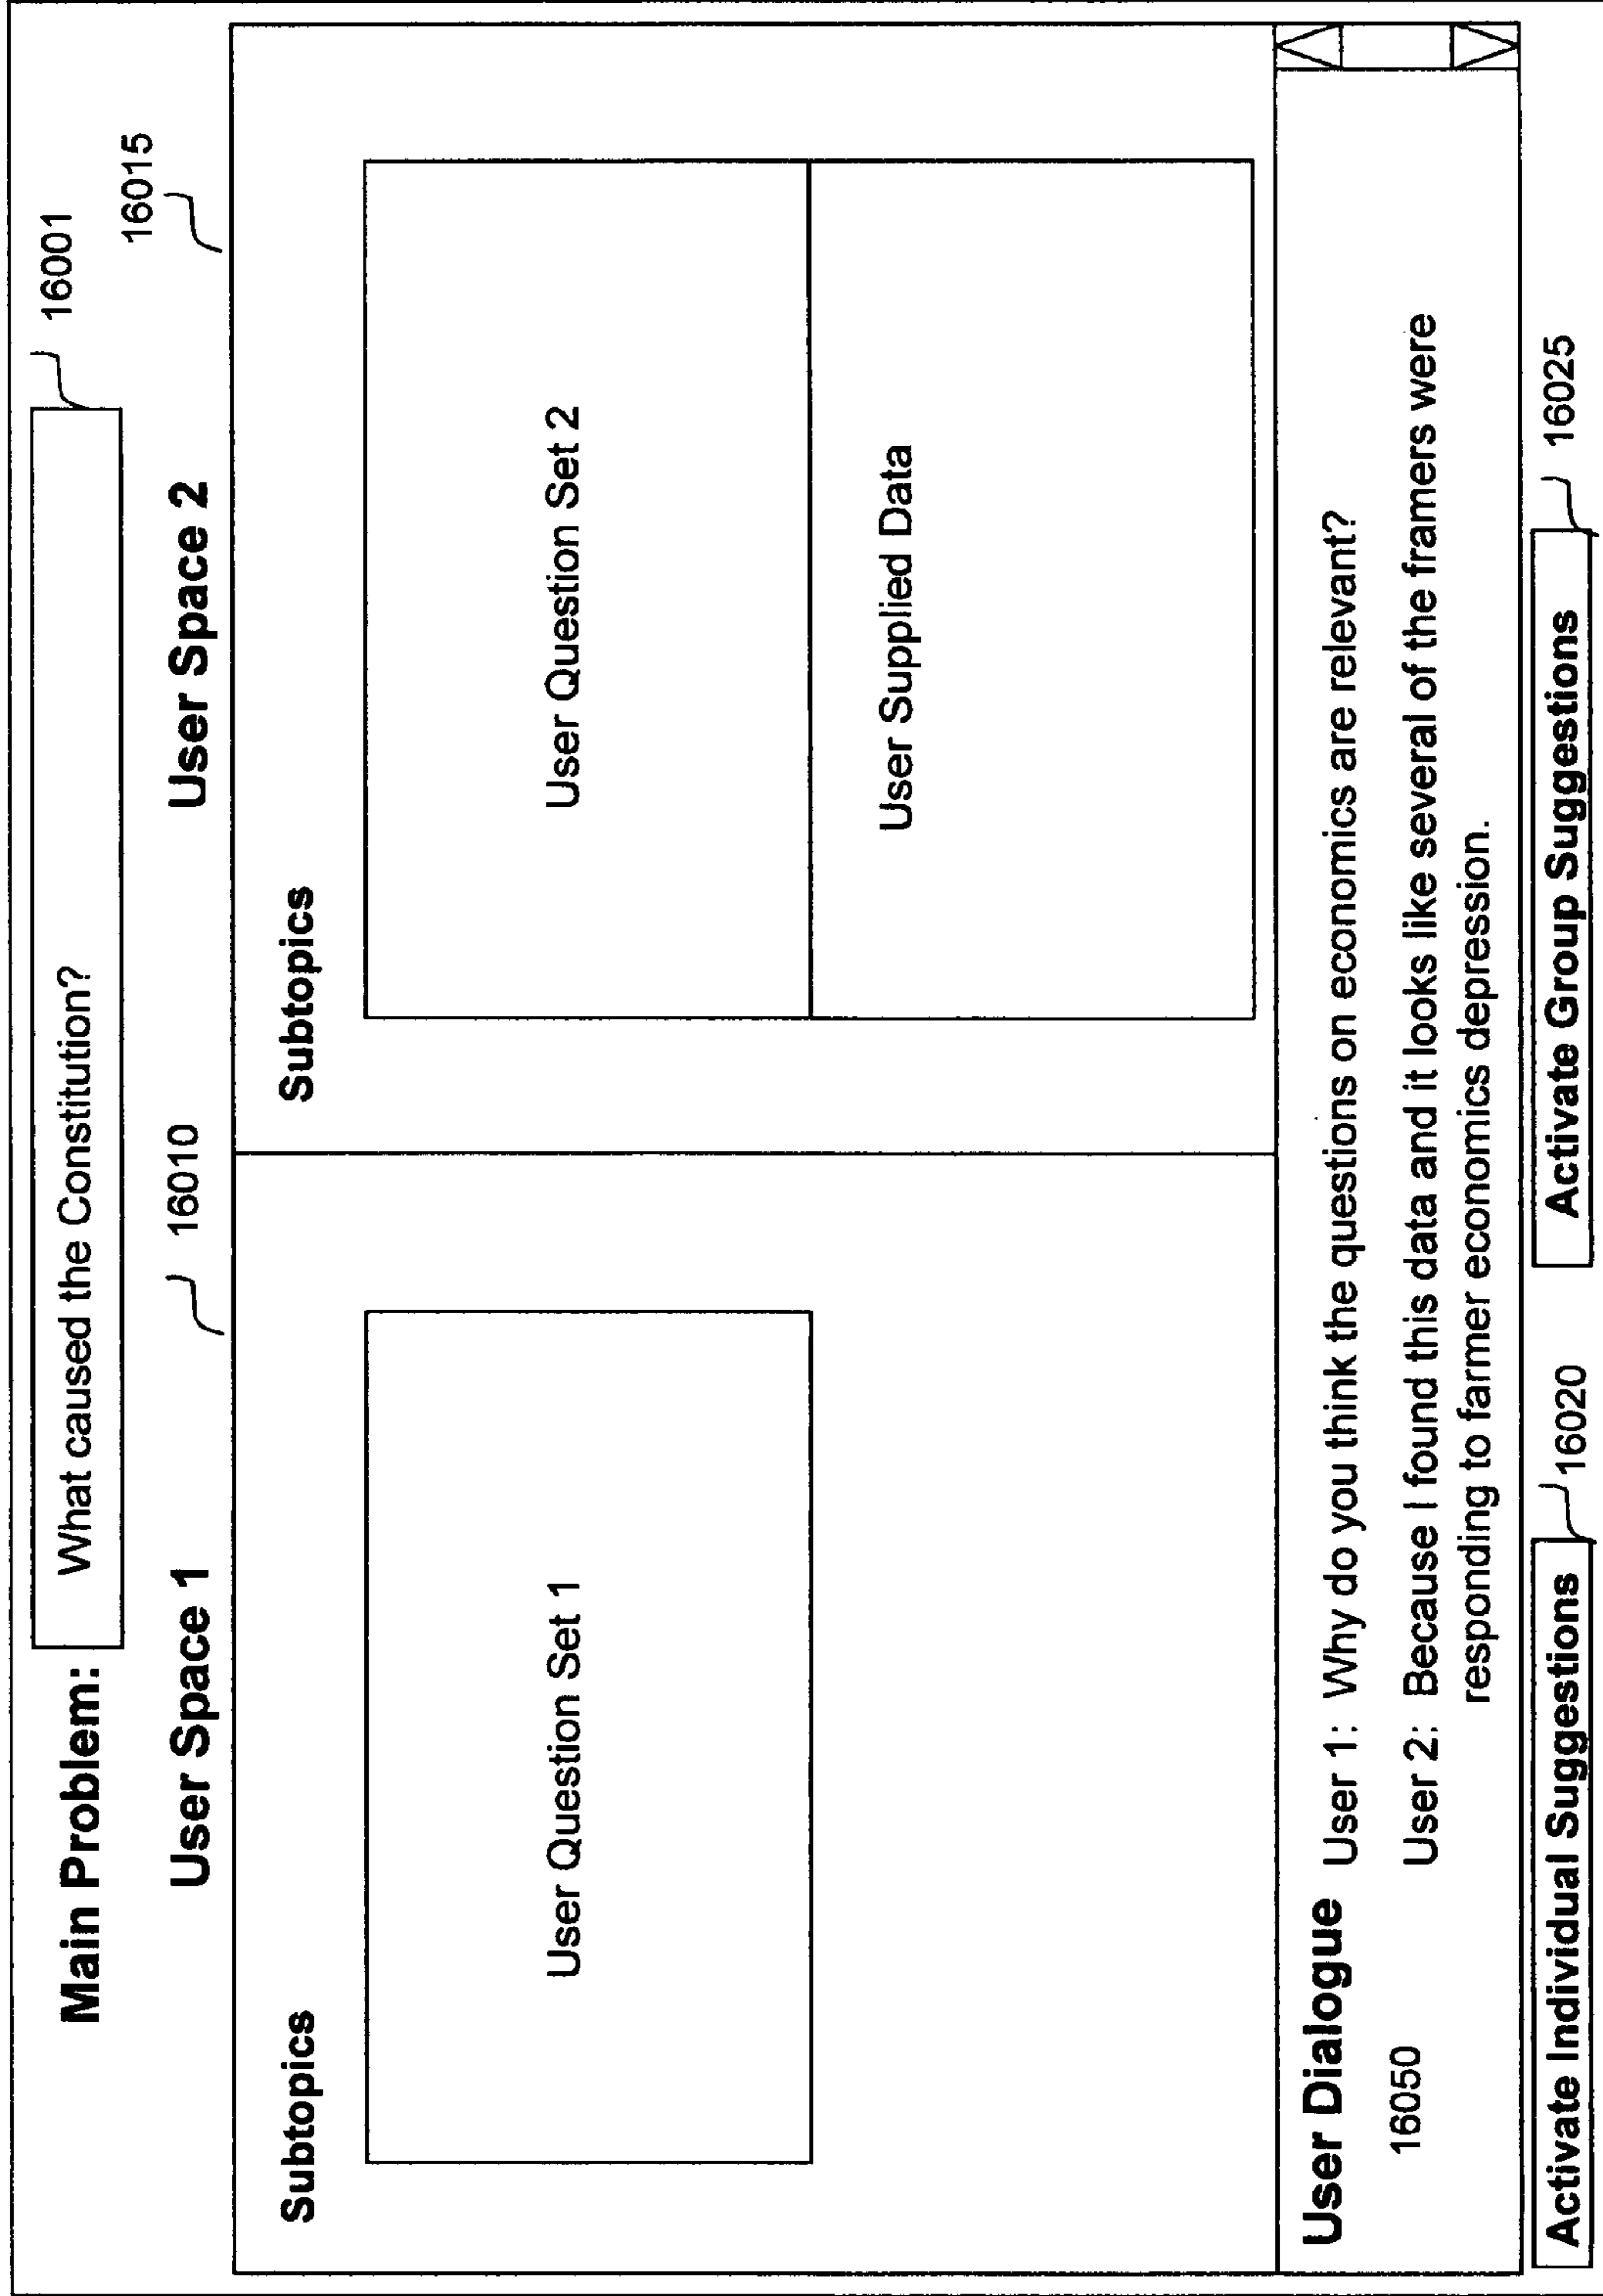 Main Problem: What caused the Constitution? 16001
User Space 1 16010 User Space 2 16015
Subtopics Subtopics
User Question Set 1 User Question Set 2
User Supplied Data
User Dialogue User 1: Why do you think the questions on economics are relevant?
16050 User 2: Because I found this data and it looks like several of the framers were
responding to farmer economics depression.
Activate Individual Suggestions 16020 Activate Group Suggestions 16025